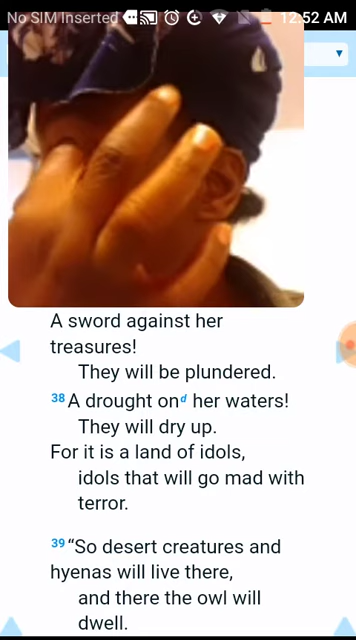 No SIM Inserted 12:52 AM
A sword against her
treasures!
They will be plundered.
38 A drought on d her waters!
They will dry up.
For it is a land of idols,
idols that will go mad with
terror.
39 “So desert creatures and
hyenas will live there,
and there the owl will
dwell.